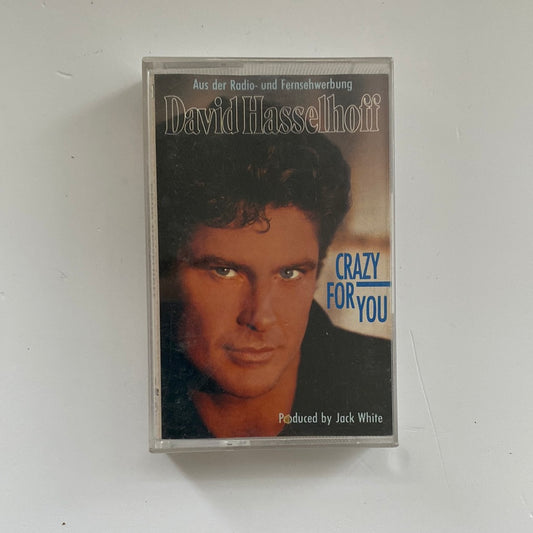 Aus der Radio- und Fernsehwerbung
David Hasselhoff
CRAZY
FOR
YOU
Produced by Jack White